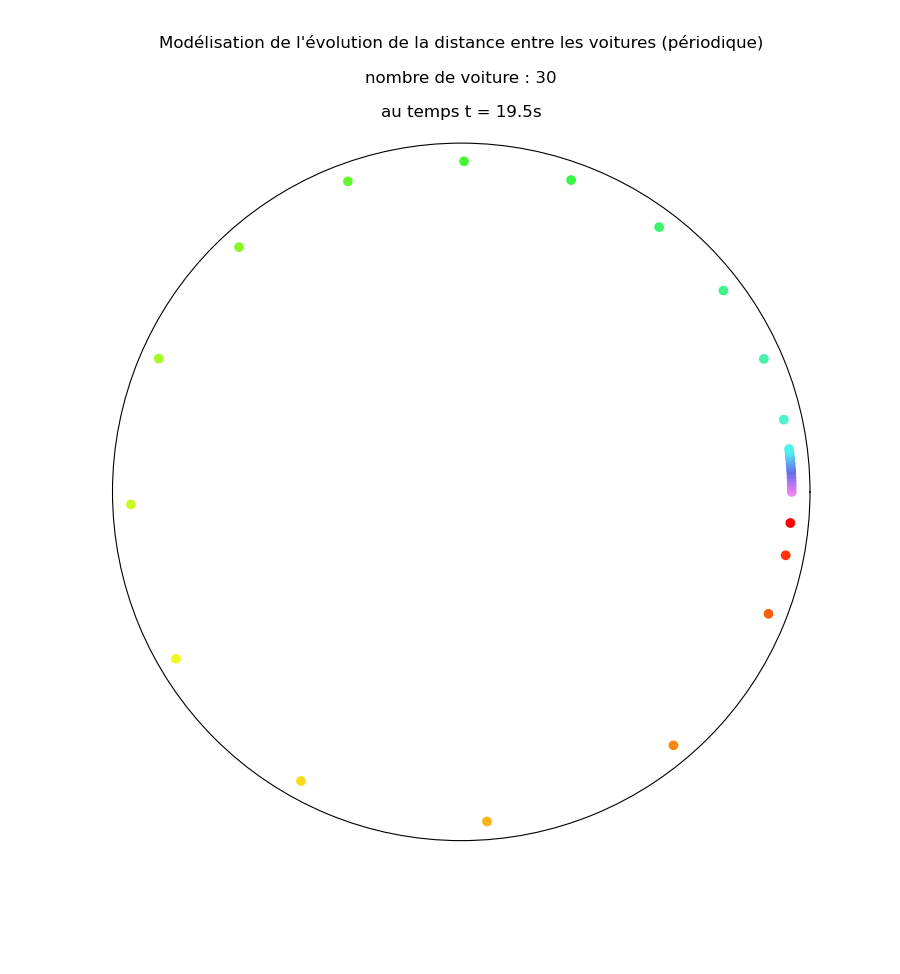 Modélisation de l'évolution de la distance entre les voitures (périodique)
nombre de voiture : 30
au temps t = 19.5s